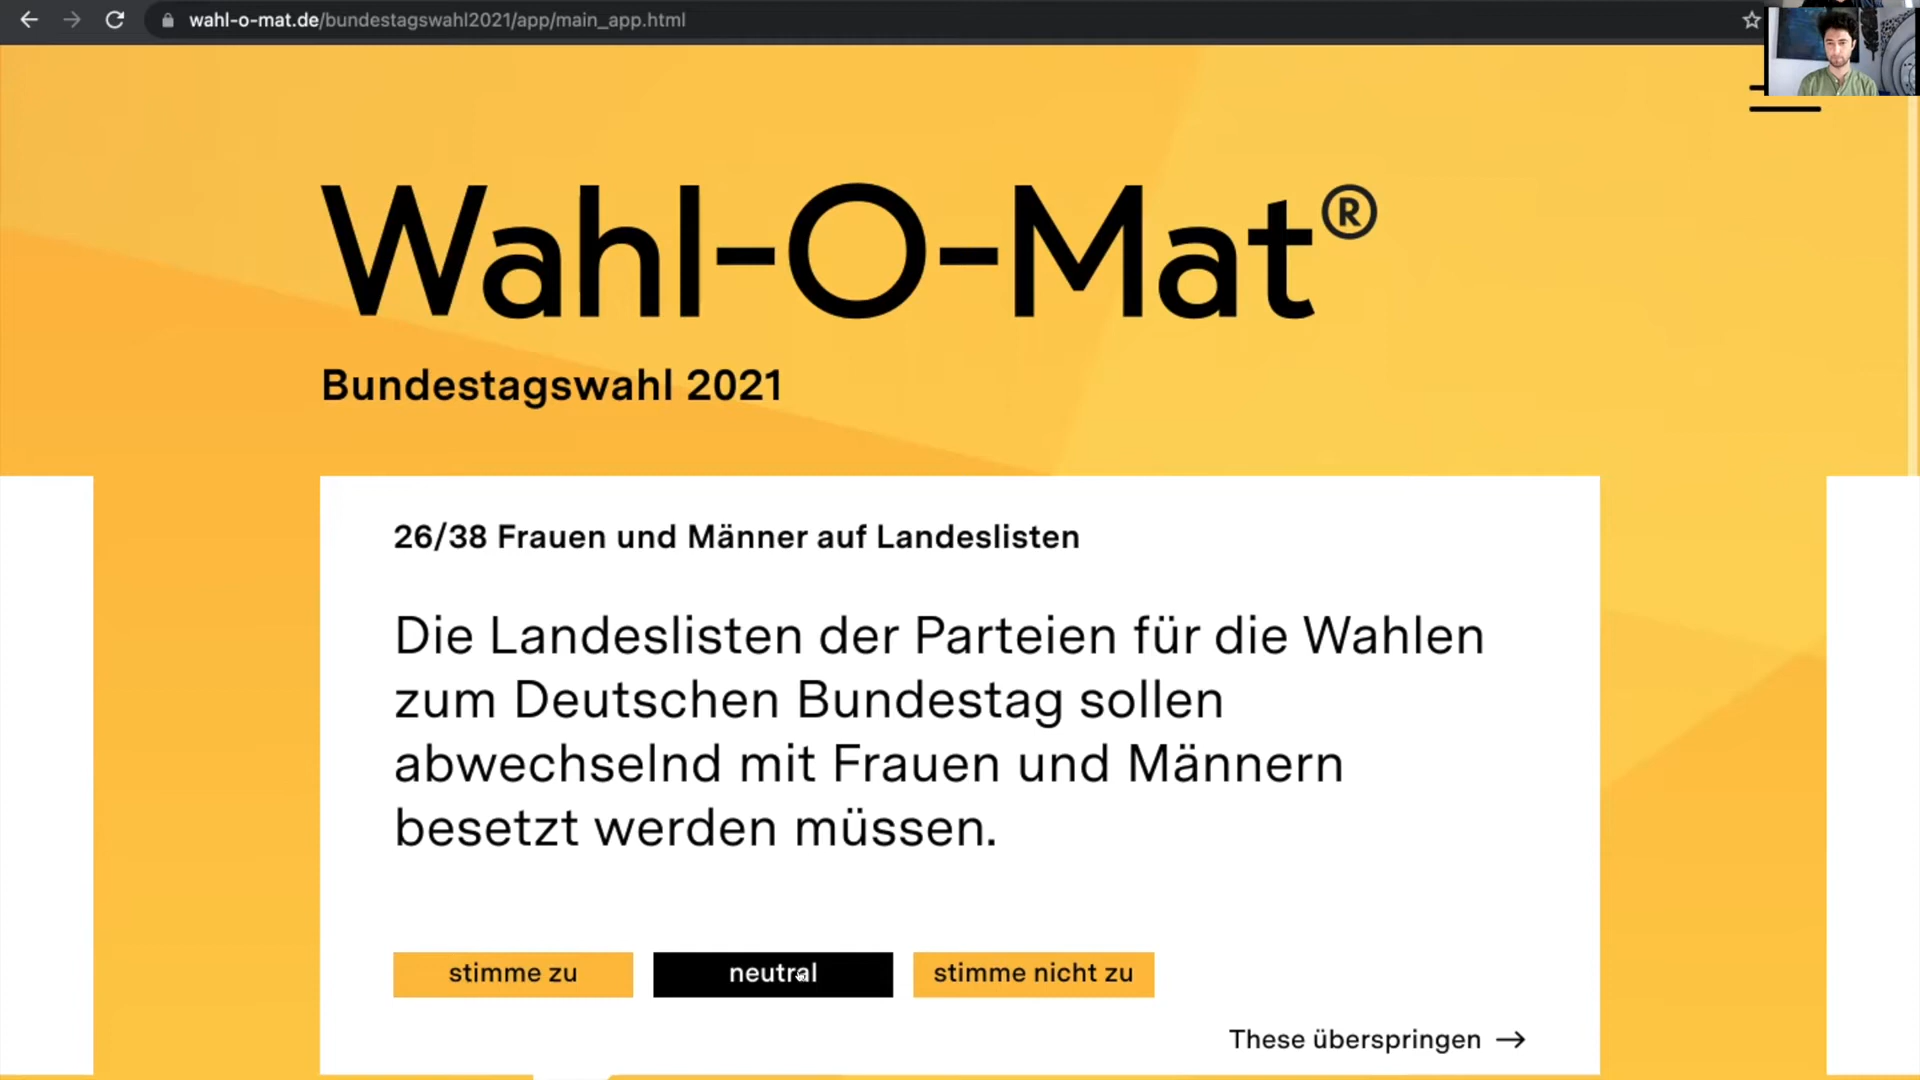 wahl-o-mat.de/bundestagswahl2021/app/main_app.html
Wahl-O-Mat®
Bundestagswahl 2021
26/38 Frauen und Männer auf Landeslisten
Die Landeslisten der Parteien für die Wahlen
zum Deutschen Bundestag sollen
abwechselnd mit Frauen und Männern
besetzt werden müssen.
stimme zu
neutral
stimme nicht zu
These überspringen →